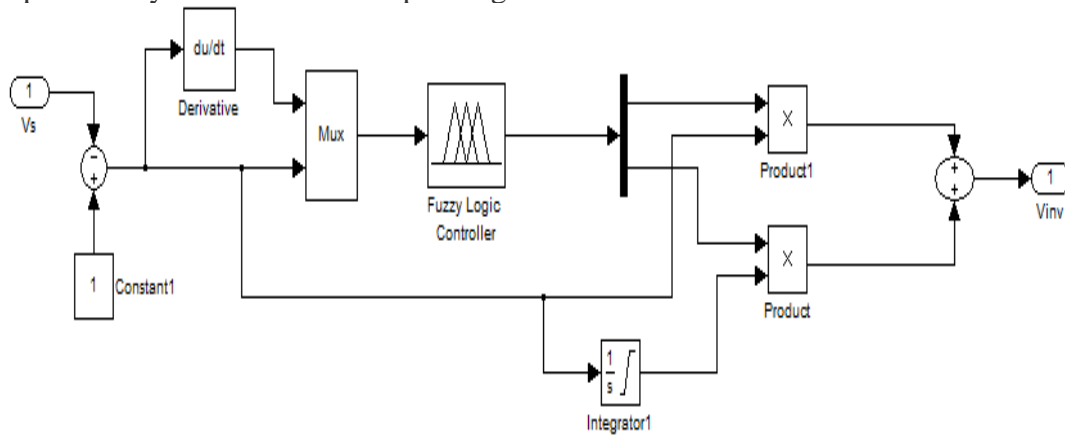 du/dt
Derivative
1
Vs
Mux
Fuzzy Logic
Controller
X
Product1
1
Vinv
−
+
+
+
1
Constant1
X
Product
1
s
Integrator1